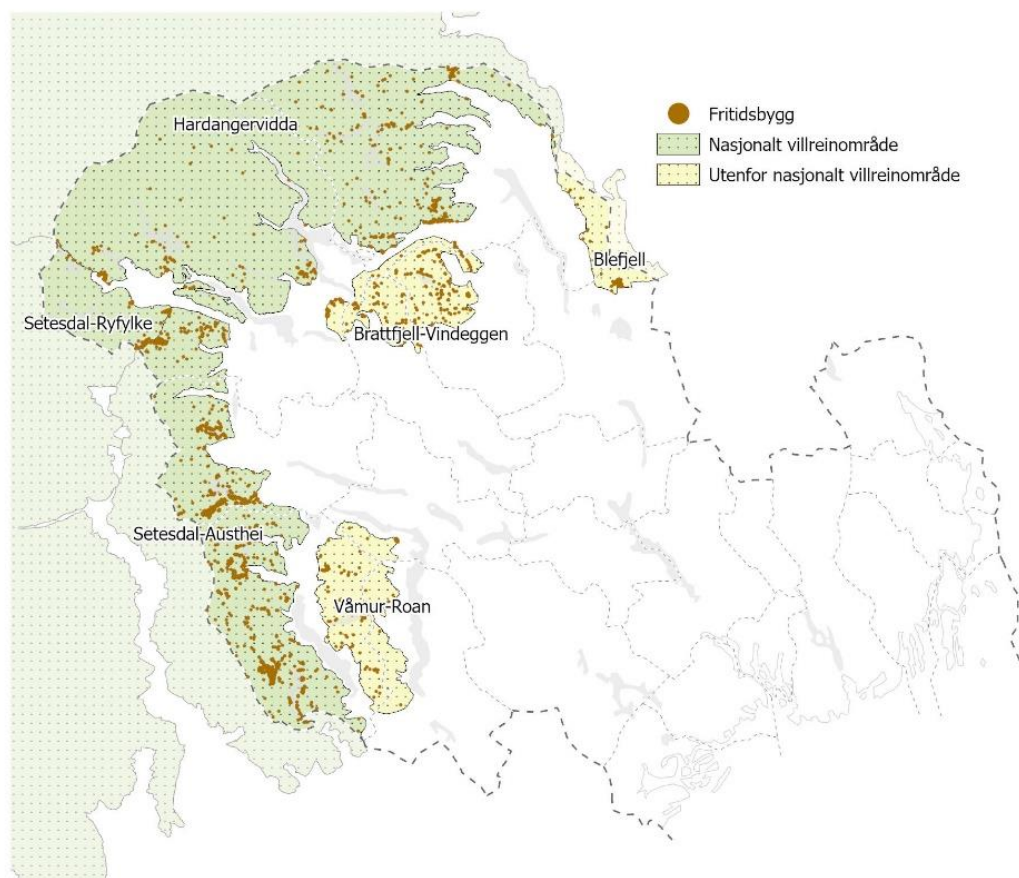 Fritidsbygg
Nasjonalt villreinområde
Utenfor nasjonalt villreinområde
Hardangervidda
Blefjell
Setesdal-Ryfylke
Brattfjell-Vindeggen
Setesdal-Austhei
Våmur-Roan